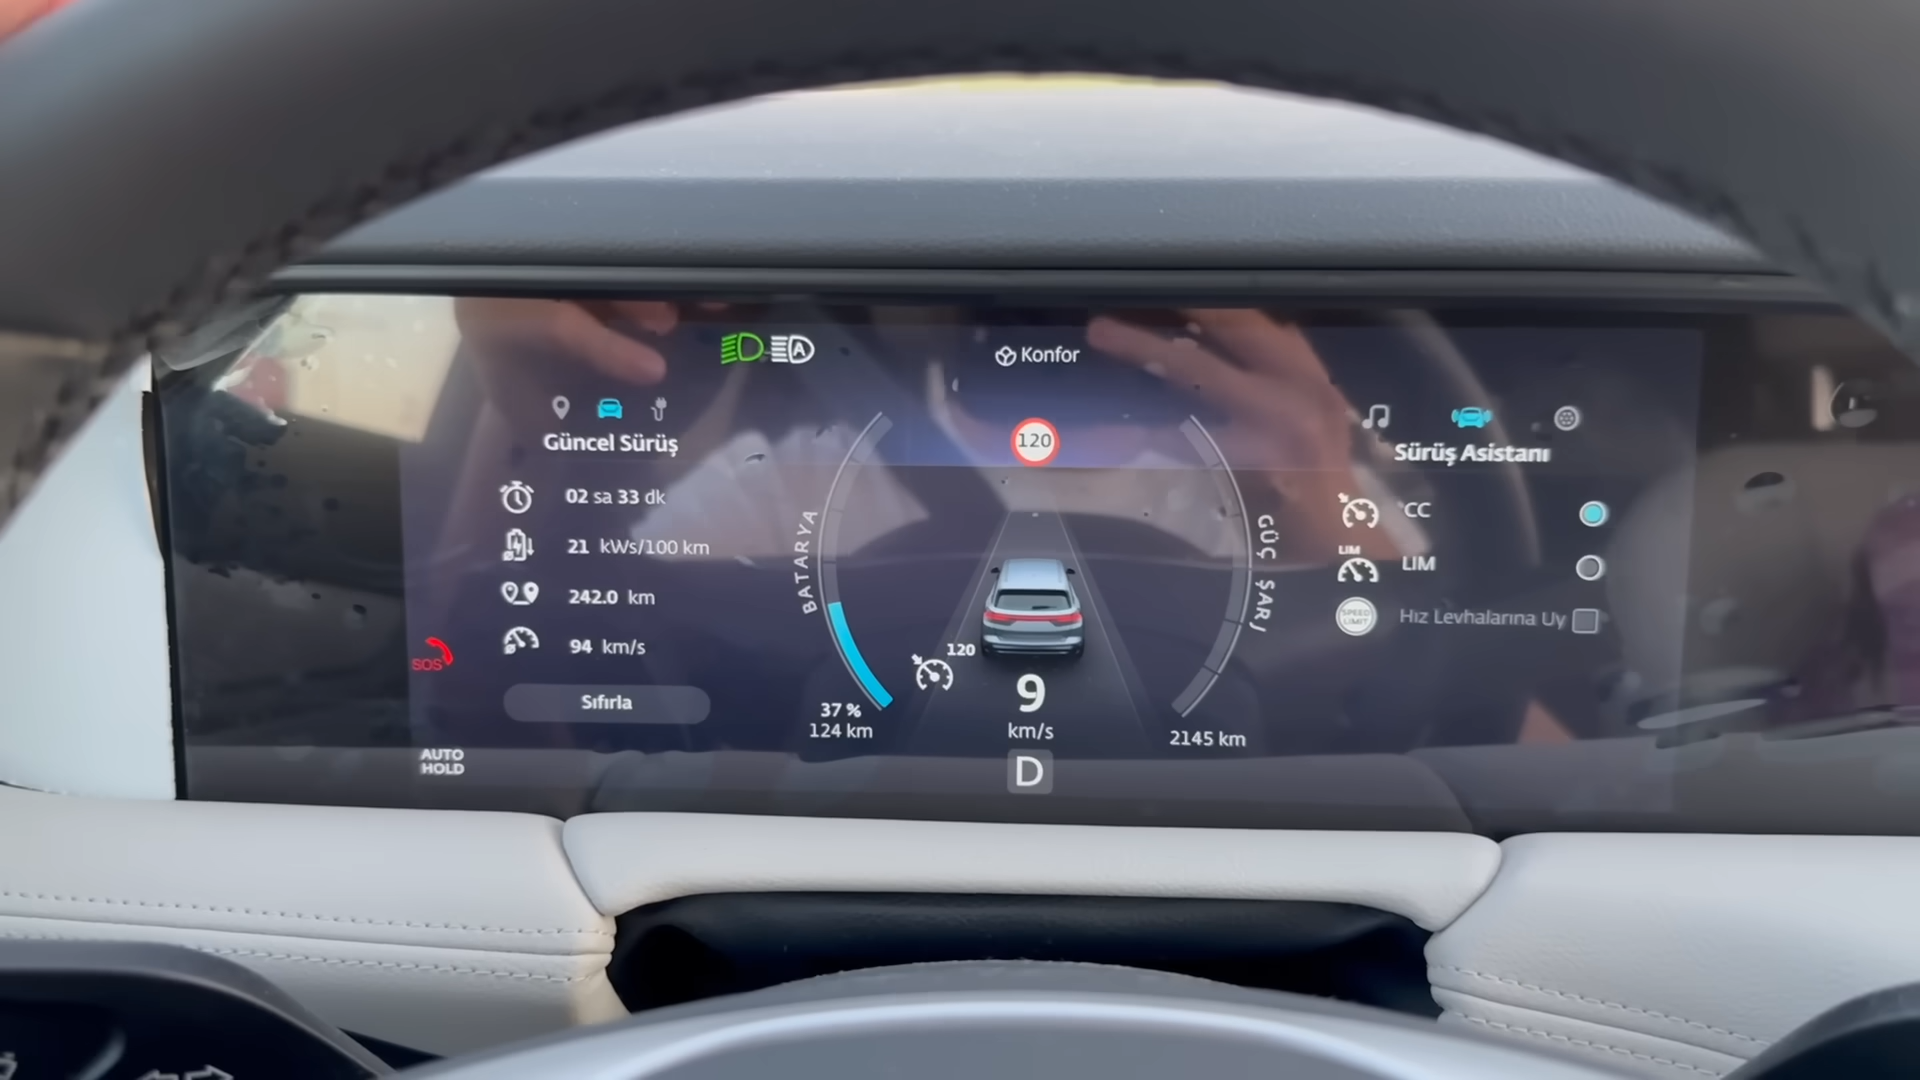 A
Konfor
Güncel Sürüş
02 sa 33 dk
21 kWs/100 km
242.0 km
94 km/s
Sıfırla
SOS
AUTO
HOLD
BATARYA
37 %
124 km
120
120
9
km/s
D
GÜÇ ŞARJ
2145 km
Sürüş Asistanı
CC
LIM
LIM
SPEED
LIMIT
Hız Levhalarına Uy